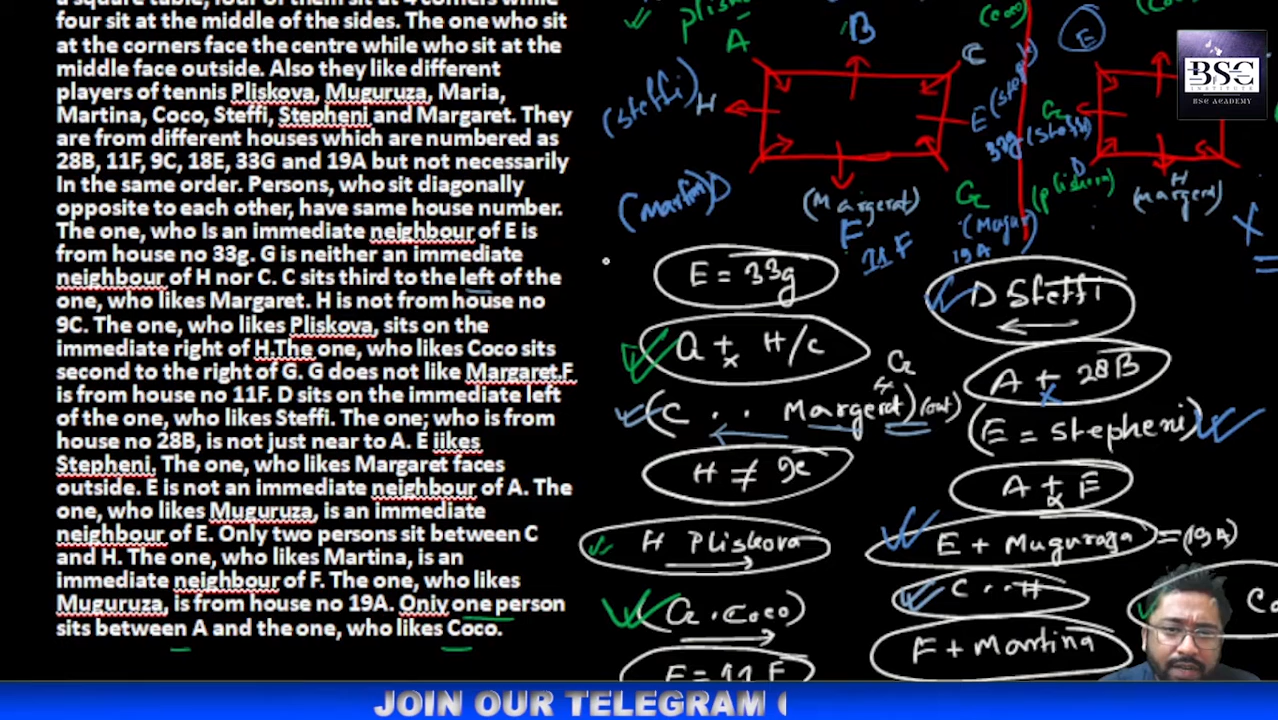 a square table, four of them sit at 4 corners while
four sit at the middle of the sides. The one who sit
at the corners face the centre while who sit at the
middle face outside. Also they like different
players of tennis Pliskova, Muguruza, Maria,
Martina, Coco, Steffi, Stepheni and Margaret. They
are from different houses which are numbered as
28B, 11F, 9C, 18E, 33G and 19A but not necessarily
In the same order. Persons, who sit diagonally
opposite to each other, have same house number.
The one, who Is an immediate neighbour of E is
from house no 33g. G is neither an immediate
neighbour of H nor C. C sits third to the left of the
one, who likes Margaret. H is not from house no
9C. The one, who likes Pliskova, sits on the
immediate right of H.The one, who likes Coco sits
second to the right of G. G does not like Margaret.F
is from house no 11F. D sits on the immediate left
of the one, who likes Steffi. The one; who is from
house no 28B, is not just near to A. E iikes
Stepheni. The one, who likes Margaret faces
outside. E is not an immediate neighbour of A. The
one, who likes Muguruza, is an immediate
neighbour of E. Only two persons sit between C
and H. The one, who likes Martina, is an
immediate neighbour of F. The one, who likes
Muguruza, is from house no 19A. Oniy one person
sits between A and the one, who likes Coco.
A
B
(Coco)
C
(Steffi) H
E
33g
(Martina) D
(Margerat)
F
11F
G
(Magur)
19A
E
G
(Steffi)
D
(pliskova)
H
(Margerat)
X
BSC
INSTITUTE
BSC ACADEMY
E = 33g
D Steffi
H/C
A + 28B
C . . Margerat) (out)
(E = Stepheni)
H ≠ 9c
A + F
H Pliskova
E + Muguraga = (19A)
C . . H
. Coco)
Co
F + Martina
F = 11F
JOIN OUR TELEGRAM